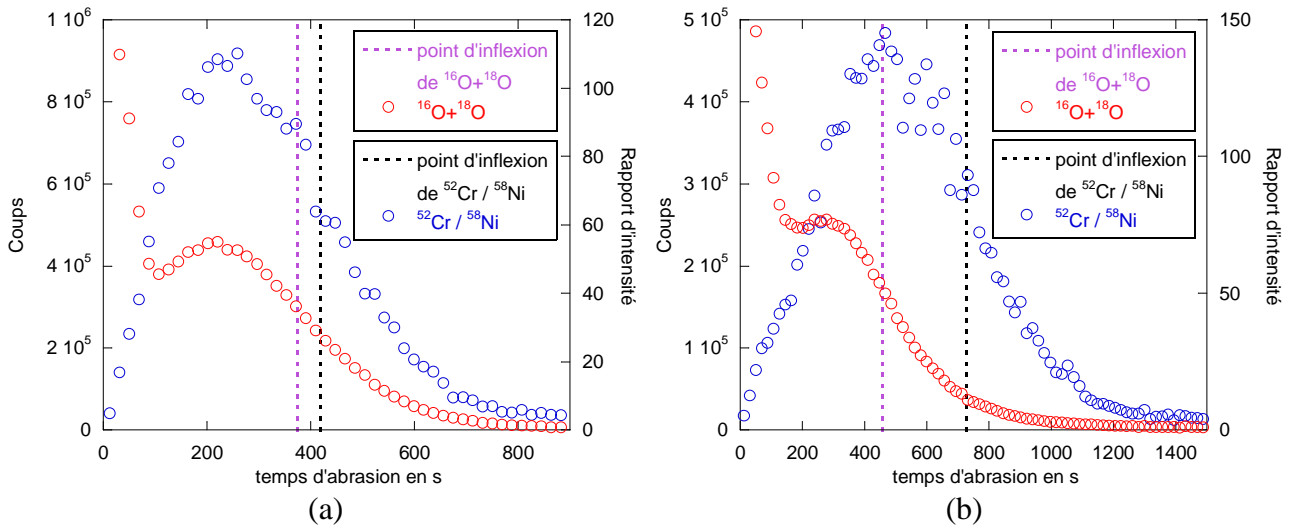 1 10⁶
8 10⁵
6 10⁵
4 10⁵
2 10⁵
0
Coups
120
100
80
60
40
20
0
Rapport d'intensité
point d'inflexion
de ¹⁶O+¹⁸O
¹⁶O+¹⁸O
point d'inflexion
de ⁵²Cr / ⁵⁸Ni
⁵²Cr / ⁵⁸Ni
0 200 400 600 800
temps d'abrasion en s
(a)
5 10⁵
4 10⁵
3 10⁵
2 10⁵
1 10⁵
0
Coups
150
100
50
0
Rapport d'intensité
point d'inflexion
de ¹⁶O+¹⁸O
¹⁶O+¹⁸O
point d'inflexion
de ⁵²Cr / ⁵⁸Ni
⁵²Cr / ⁵⁸Ni
0 200 400 600 800 1000 1200 1400
temps d'abrasion en s
(b)